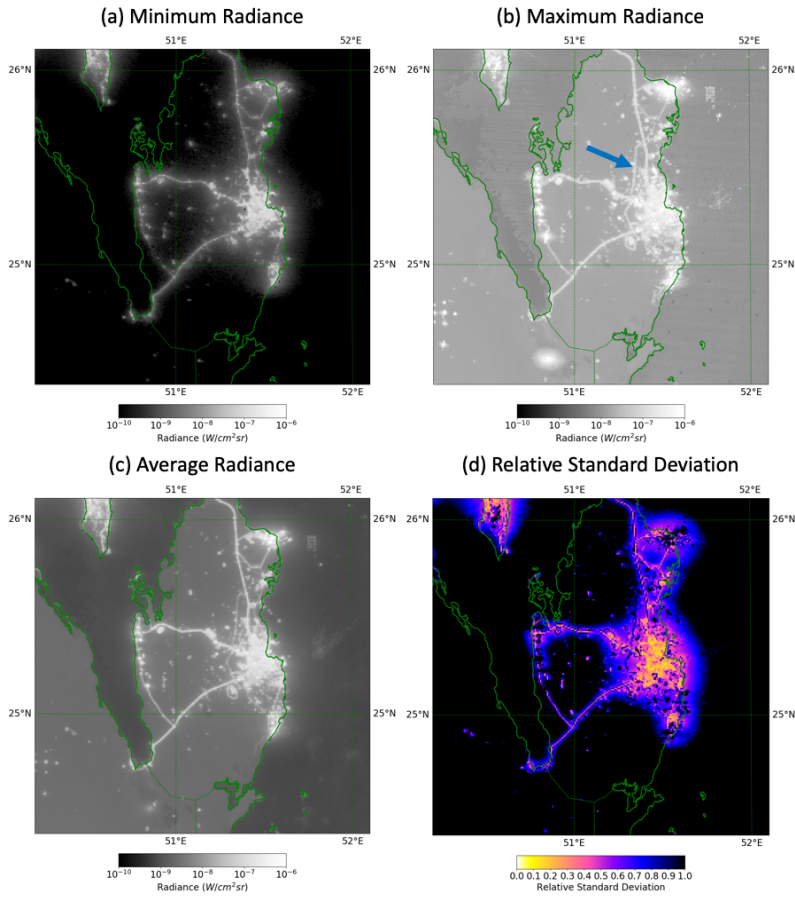 (a) Minimum Radiance
(b) Maximum Radiance
51°E 52°E
51°E 52°E
26°N
26°N
25°N
25°N
25°N
51°E 52°E
51°E 52°E
10⁻¹⁰ 10⁻⁹ 10⁻⁸ 10⁻⁷ 10⁻⁶
Radiance (W/cm²sr)
10⁻¹⁰ 10⁻⁹ 10⁻⁸ 10⁻⁷ 10⁻⁶
Radiance (W/cm²sr)
(c) Average Radiance
(d) Relative Standard Deviation
51°E 52°E
51°E 52°E
26°N
26°N
26°N
25°N
25°N
25°N
51°E 52°E
51°E 52°E
10⁻¹⁰ 10⁻⁹ 10⁻⁸ 10⁻⁷ 10⁻⁶
Radiance (W/cm²sr)
0.0 0.1 0.2 0.3 0.4 0.5 0.6 0.7 0.8 0.9 1.0
Relative Standard Deviation